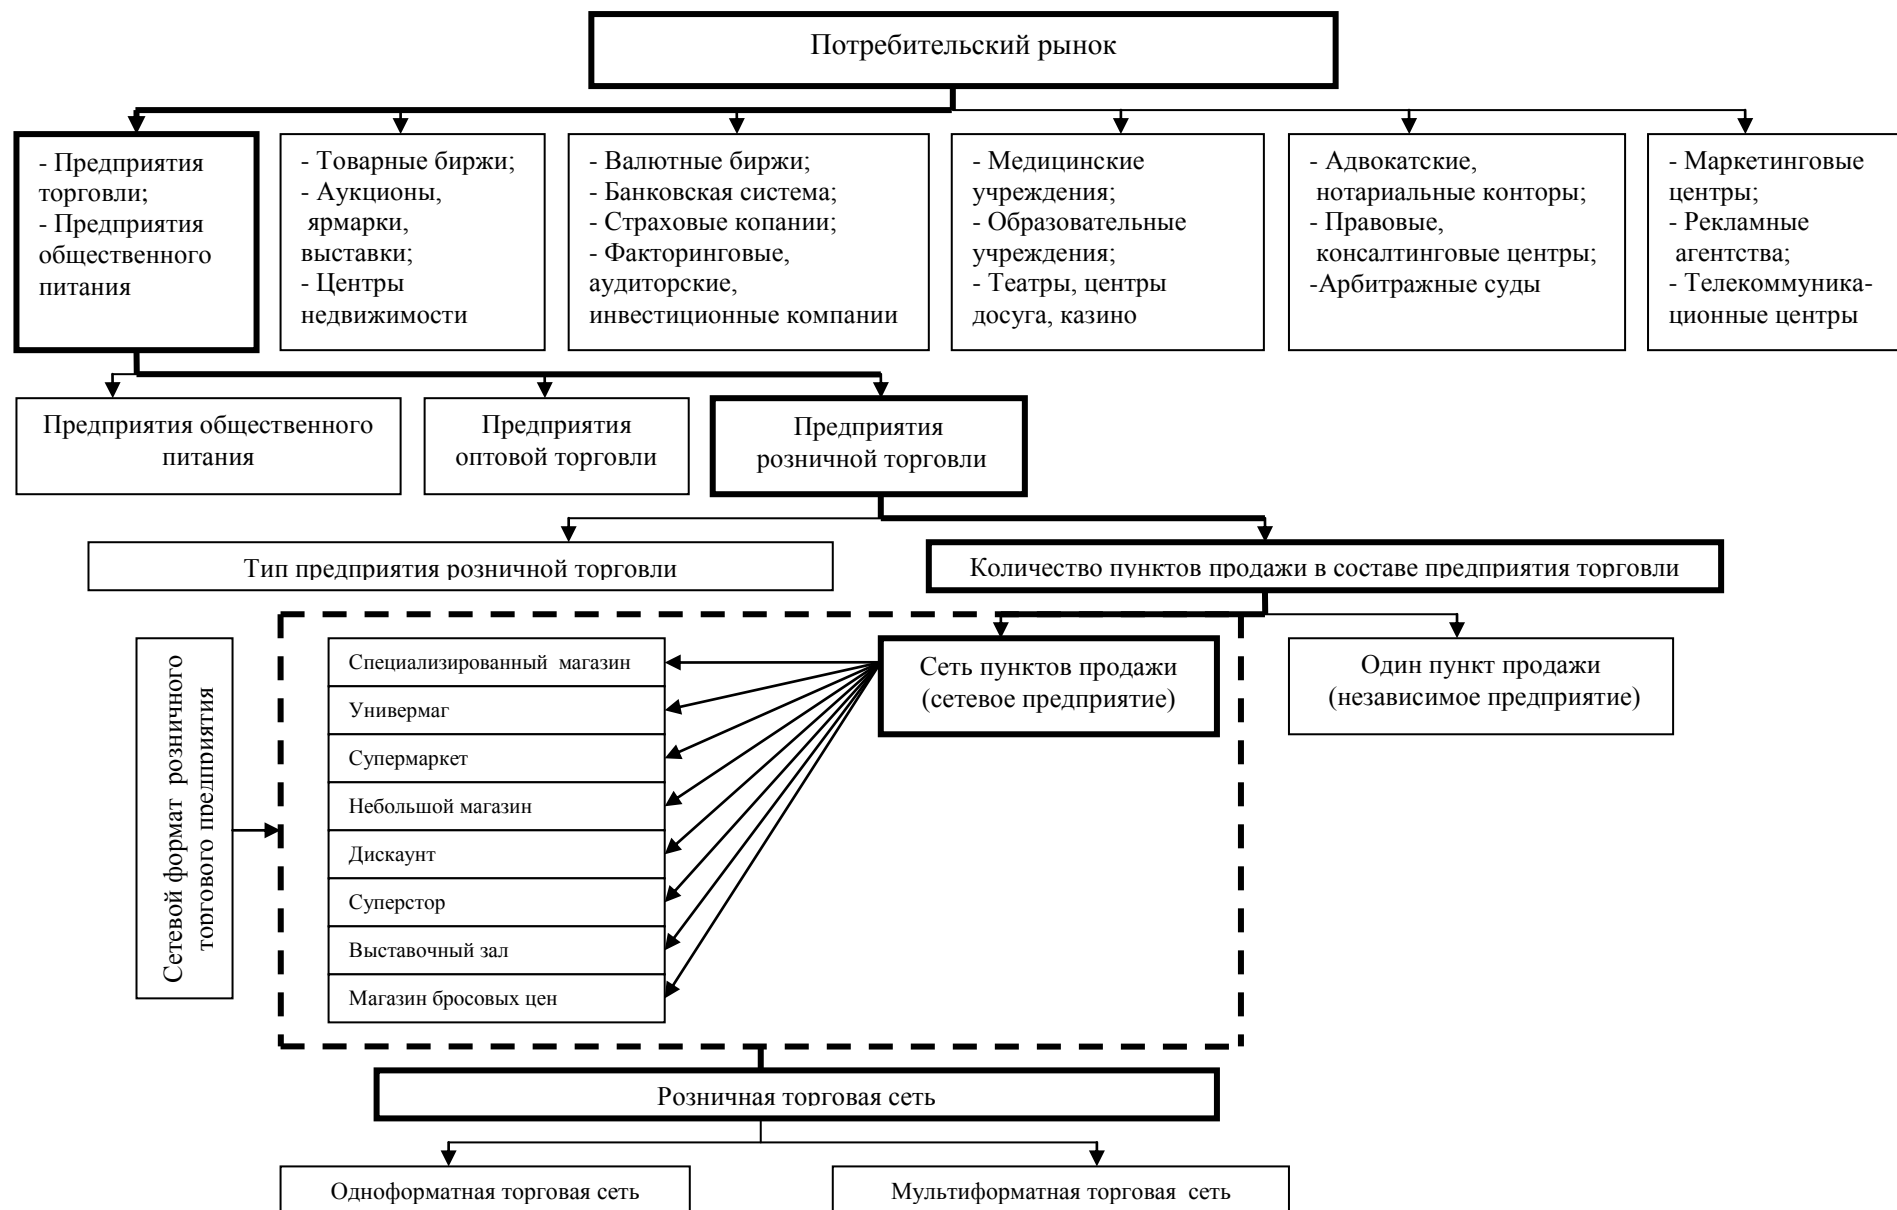 Потребительский рынок
- Предприятия
торговли;
- Предприятия
общественного
питания
- Товарные биржи;
- Аукционы,
ярмарки,
выставки;
- Центры
недвижимости
- Валютные биржи;
- Банковская система;
- Страховые копании;
- Факторинговые,
аудиторские,
инвестиционные компании
- Медицинские
учреждения;
- Образовательные
учреждения;
- Театры, центры
досуга, казино
- Адвокатские,
нотариальные конторы;
- Правовые,
консалтинговые центры;
-Арбитражные суды
- Маркетинговые
центры;
- Рекламные
агентства;
- Телекоммуника-
ционные центры
Предприятия общественного
питания
Предприятия
оптовой торговли
Предприятия
розничной торговли
Тип предприятия розничной торговли
Количество пунктов продажи в составе предприятия торговли
Сетевой формат розничного
торгового предприятия
Специализированный магазин
Универмаг
Супермаркет
Небольшой магазин
Дискаунт
Суперстор
Выставочный зал
Магазин бросовых цен
Сеть пунктов продажи
(сетевое предприятие)
Один пункт продажи
(независимое предприятие)
Розничная торговая сеть
Одноформатная торговая сеть
Мультиформатная торговая сеть